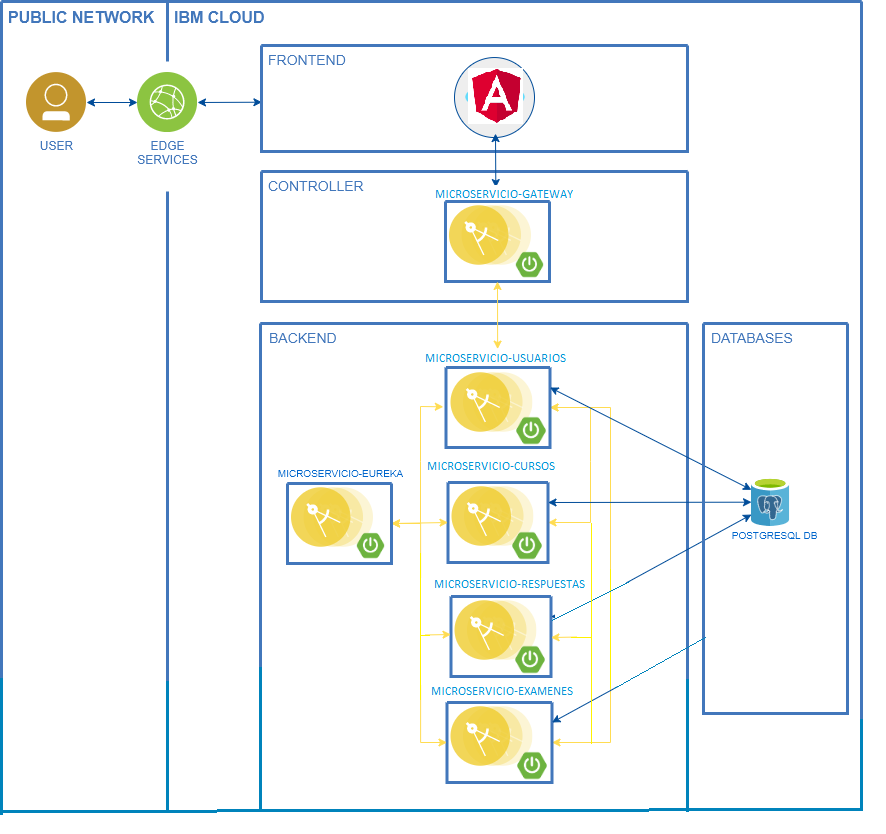 PUBLIC NETWORK
IBM CLOUD
FRONTEND
USER
EDGE
SERVICES
CONTROLLER
MICROSERVICIO-GATEWAY
BACKEND
DATABASES
MICROSERVICIO-USUARIOS
MICROSERVICIO-CURSOS
MICROSERVICIO-EUREKA
POSTGRESQL DB
MICROSERVICIO-RESPUESTAS
MICROSERVICIO-EXAMENES